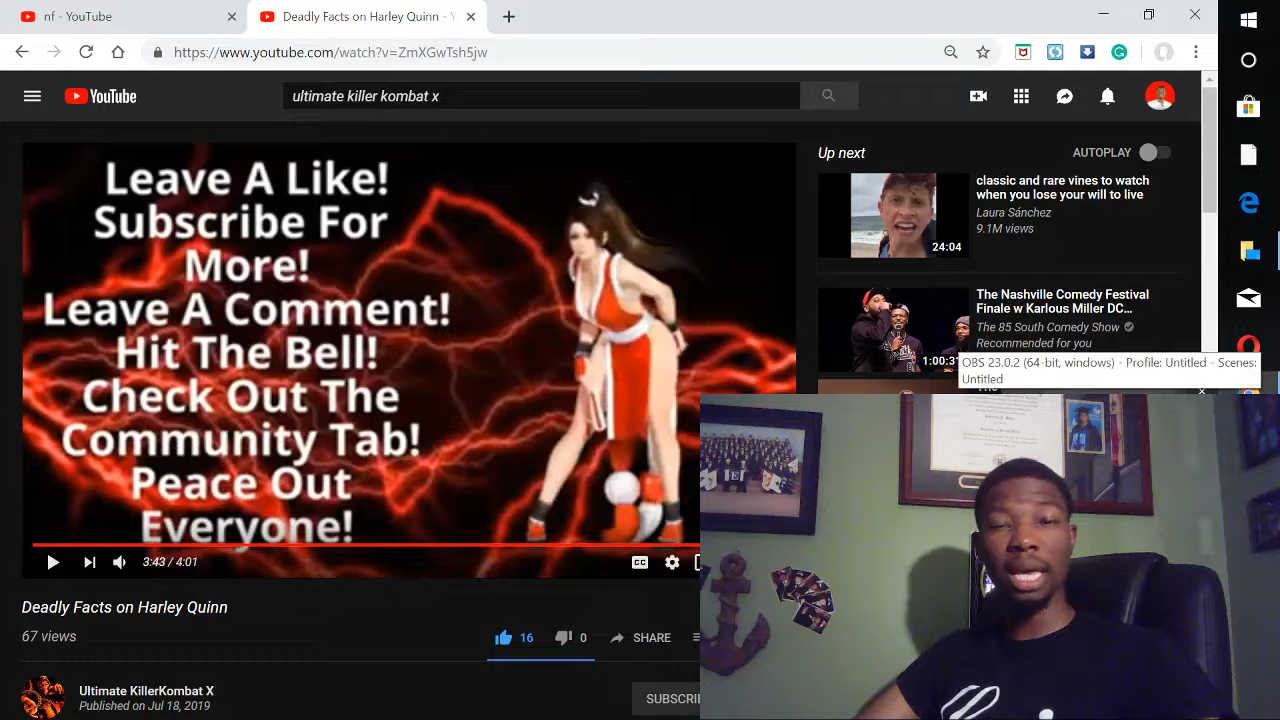 nf - YouTube
Deadly Facts on Harley Quinn - Y
https://www.youtube.com/watch?v=ZmXGwTsh5jw
YouTube
ultimate killer kombat x
Leave A Like!
Subscribe For
More!
Leave A Comment!
Hit The Bell!
Check Out The
Community Tab!
Peace Out
Everyone!
3:43 / 4:01
CC
Deadly Facts on Harley Quinn
67 views
16
0
SHARE
Ultimate KillerKombat X
Published on Jul 18, 2019
SUBSCRI
Up next
AUTOPLAY
classic and rare vines to watch
when you lose your will to live
Laura Sánchez
9.1M views
24:04
The Nashville Comedy Festival
Finale w Karlous Miller DC...
The 85 South Comedy Show
Recommended for you
1:00:31
OBS 23.0.2 (64-bit, windows) - Profile: Untitled - Scenes:
Untitled